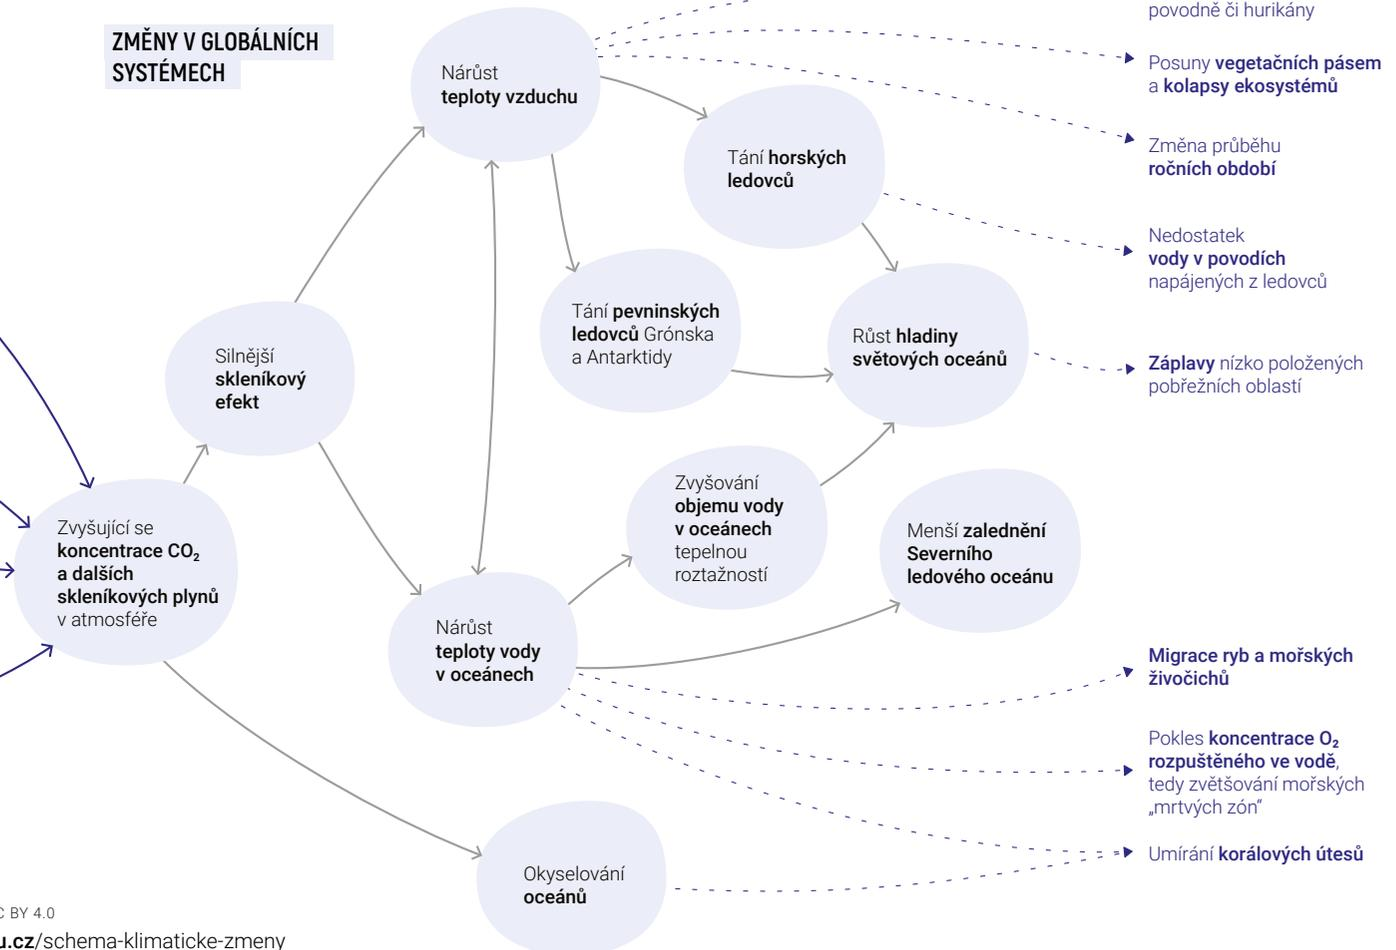 ZMĚNY V GLOBÁLNÍCH
SYSTÉMECH
Nárůst
teploty vzduchu
Tání horských
ledovců
Tání pevninských
ledovců Grónska
a Antarktidy
Růst hladiny
světových oceánů
Silnější
skleníkový
efekt
Zvyšující se
koncentrace CO₂
a dalších
skleníkových plynů
v atmosféře
Zvyšování
objemu vody
v oceánech
tepelnou
roztažností
Menší zalednění
Severního
ledového oceánu
Nárůst
teploty vody
v oceánech
Okyselování
oceánů
povodně či hurikány
Posuny vegetačních pásem
a kolapsy ekosystémů
Změna průběhu
ročních období
Nedostatek
vody v povodích
napájených z ledovců
Záplavy nízko položených
pobřežních oblastí
Migrace ryb a mořských
živočichů
Pokles koncentrace O₂
rozpuštěného ve vodě,
tedy zvětšování mořských
„mrtvých zón“
Umírání korálových útesů
C BY 4.0
u.cz/schema-klimaticke-zmeny